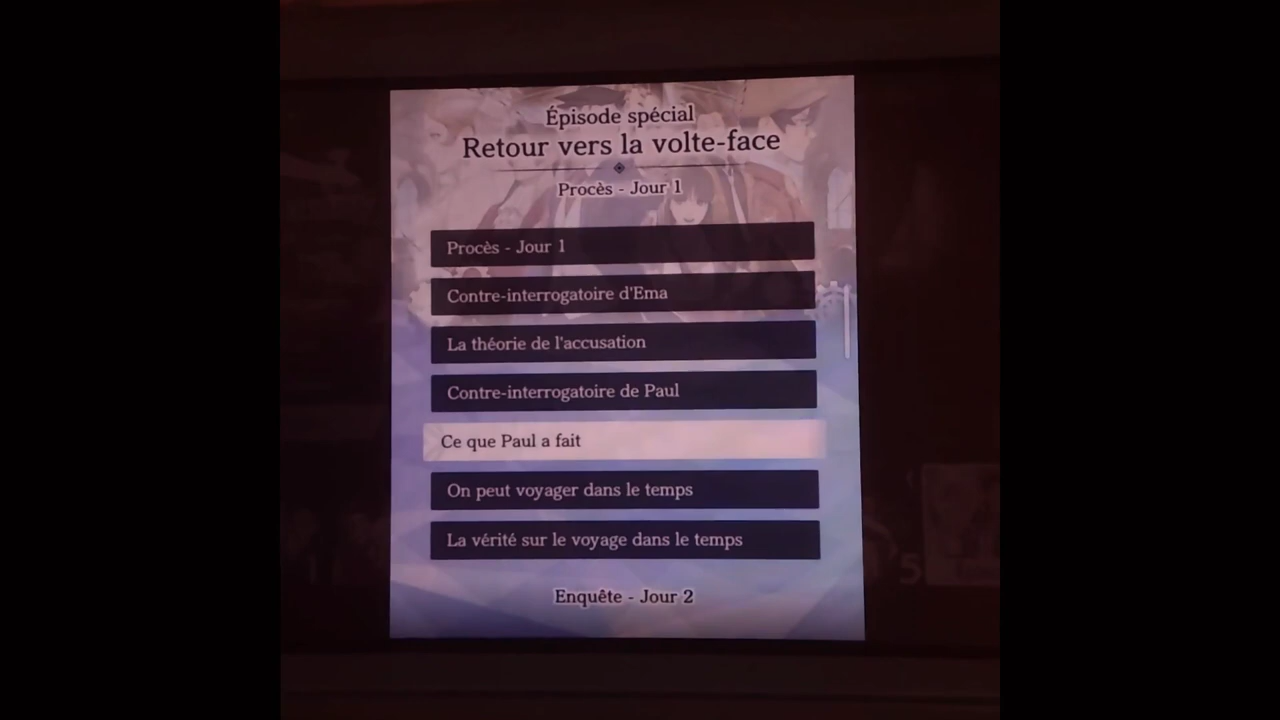 Épisode spécial
Retour vers la volte-face
Procès - Jour 1
Procès - Jour 1
Contre-interrogatoire d'Ema
La théorie de l'accusation
Contre-interrogatoire de Paul
Ce que Paul a fait
On peut voyager dans le temps
La vérité sur le voyage dans le temps
Enquête - Jour 2
5